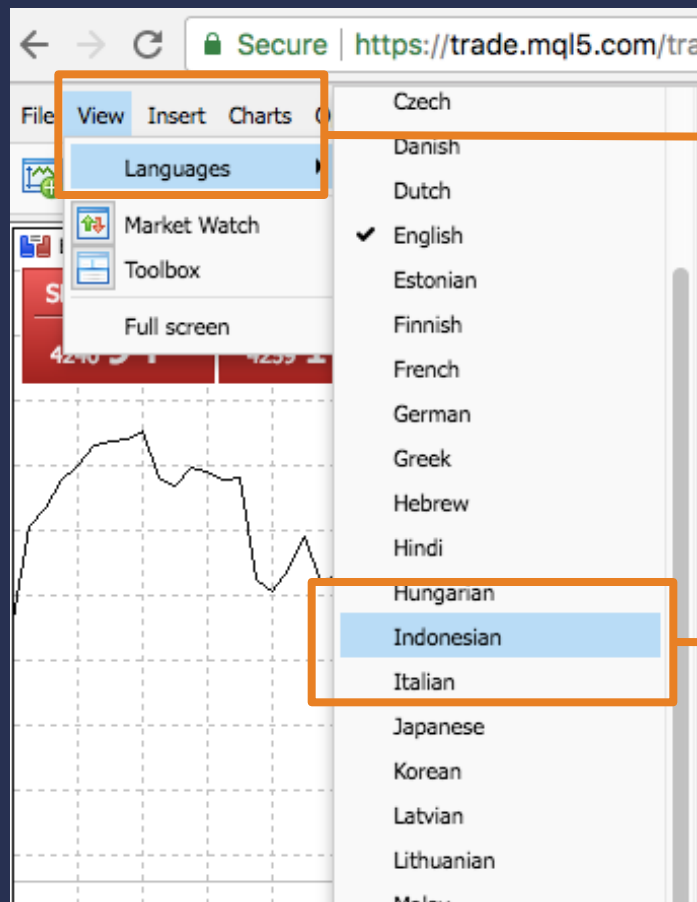 Secure | https://trade.mql5.com/tra
File View Insert Charts
Languages
Market Watch
Toolbox
Full screen
Czech
Danish
Dutch
English
Estonian
Finnish
French
German
Greek
Hebrew
Hindi
Hungarian
Indonesian
Italian
Japanese
Korean
Latvian
Lithuanian
Malay